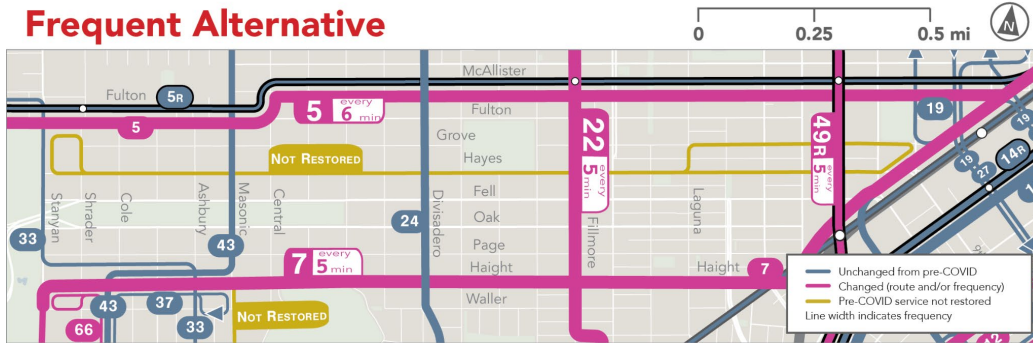 Frequent Alternative
0 0.25 0.5 mi
N
McAllister
Fulton
5R
5
5 every 6 min
Fulton
Grove
Hayes
NOT RESTORED
22 every 5 min
49R every 5 min
19
19
19
27
14R
Stanyan
Shrader
Cole
Ashbury
Masonic
Central
Divisadero
Fell
Oak
Page
Haight
Waller
Fillmore
Laguna
Haight
33
43
24
7 every 5 min
7
43
37
33
66
NOT RESTORED
Unchanged from pre-COVID
Changed (route and/or frequency)
Pre-COVID service not restored
Line width indicates frequency
12